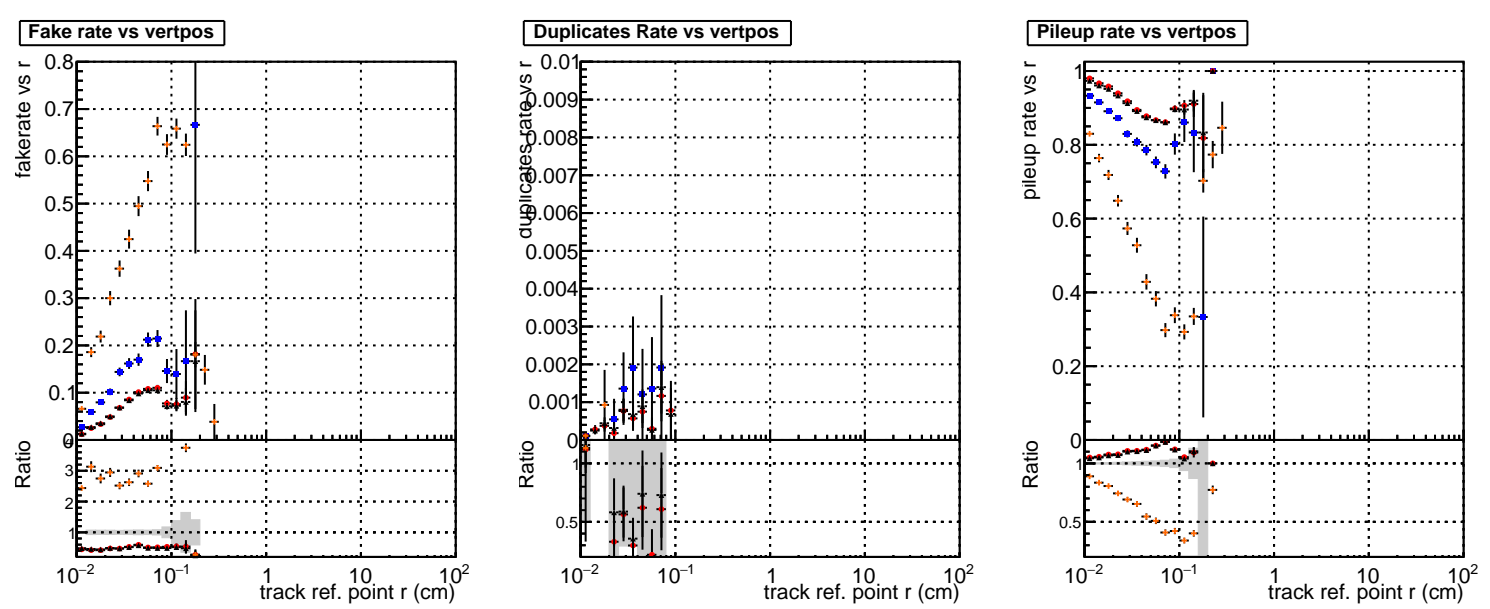 Fake rate vs vertpos
fakerate vs r
0.8
0.7
0.6
0.5
0.4
0.3
0.2
0.1
0
Ratio
3
2
1
10⁻² 10⁻¹ 1 10 10²
track ref. point r (cm)
Duplicates Rate vs vertpos
duplicates rate vs r
0.01
0.009
0.008
0.007
0.006
0.005
0.004
0.003
0.002
0.001
0
Ratio
1
0.5
10⁻² 10⁻¹ 1 10 10²
track ref. point r (cm)
Pileup rate vs vertpos
pileup rate vs r
1
0.8
0.6
0.4
0.2
0
Ratio
1
0.5
10⁻² 10⁻¹ 1 10 10²
track ref. point r (cm)